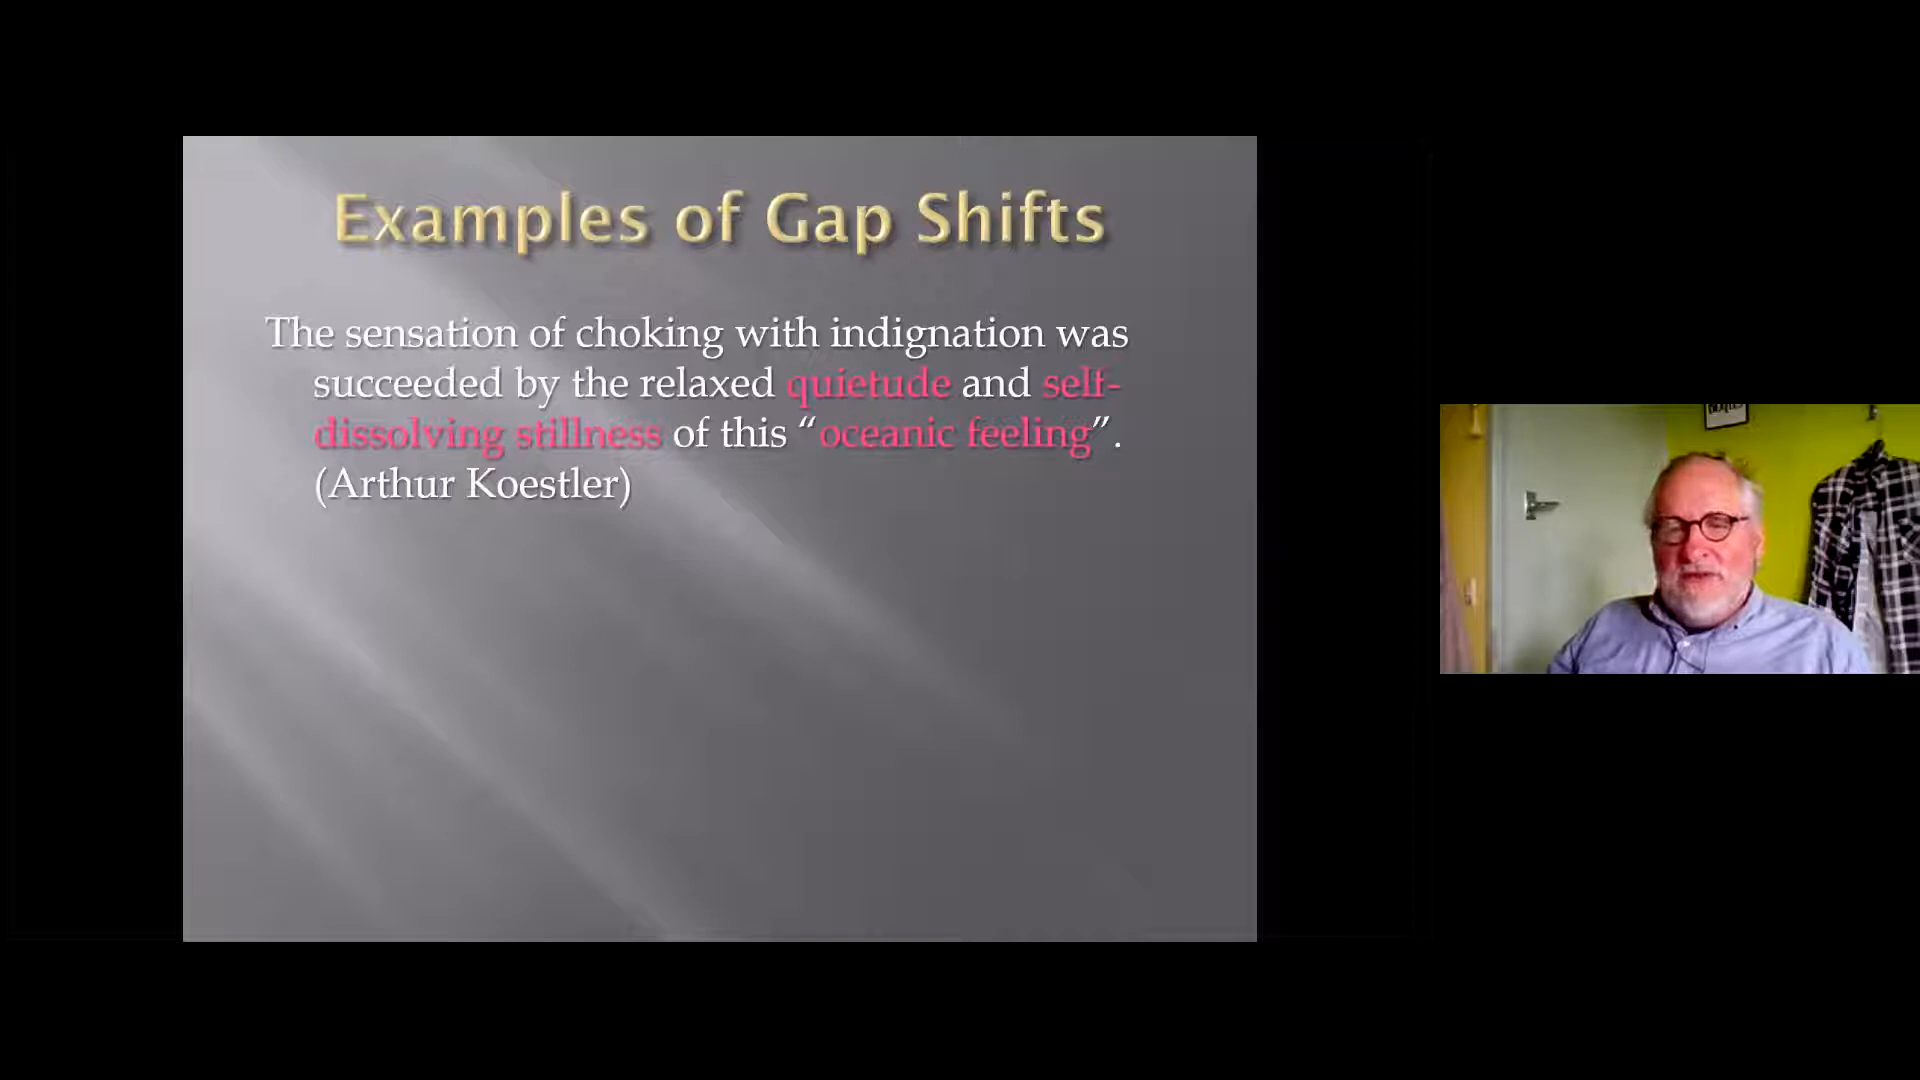 Examples of Gap Shifts
The sensation of choking with indignation was
succeeded by the relaxed quietude and self-
dissolving stillness of this “oceanic feeling”.
(Arthur Koestler)